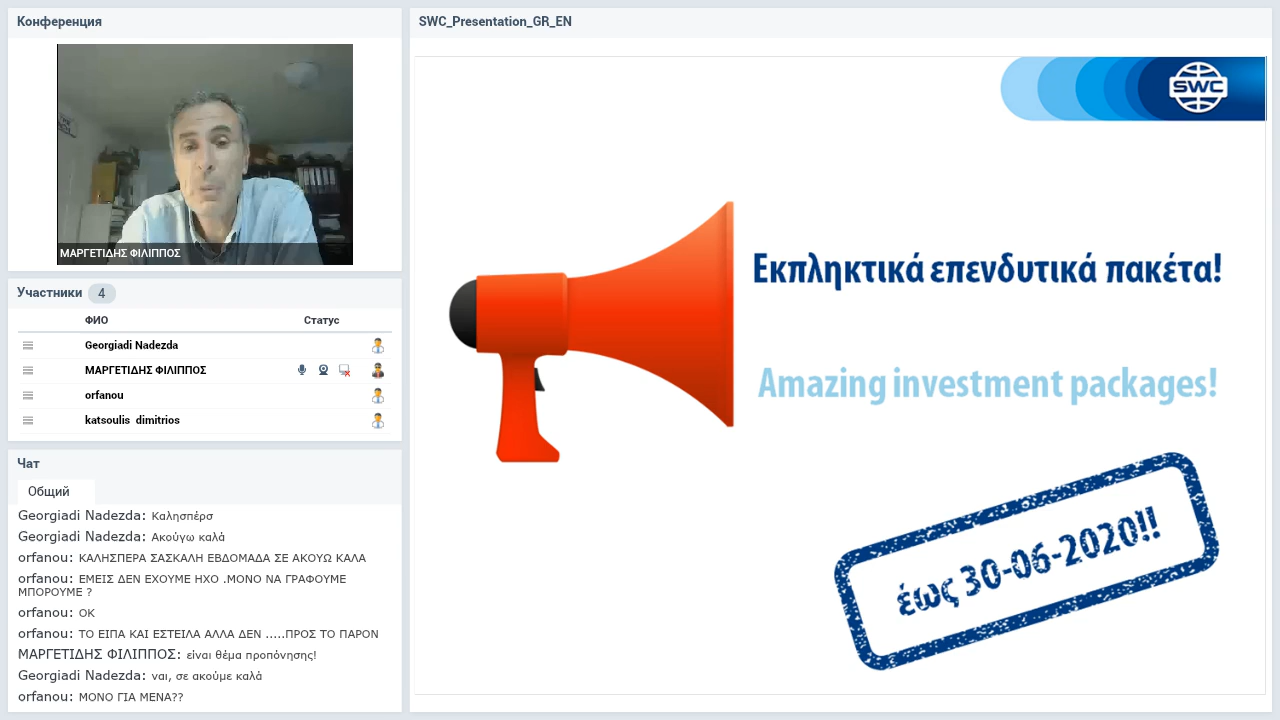 Конференция
ΜΑΡΓΕΤΙΔΗΣ ΦΙΛΙΠΠΟΣ
Участники 4
ФИО Статус
Georgiadi Nadezda
ΜΑΡΓΕΤΙΔΗΣ ΦΙΛΙΠΠΟΣ
orfanou
katsoulis dimitrios
Чат
Общий
Georgiadi Nadezda: Καλησπέρσ
Georgiadi Nadezda: Ακούγω καλά
orfanou: ΚΑΛΗΣΠΕΡΑ ΣΑΣΚΑΛΗ ΕΒΔΟΜΑΔΑ ΣΕ ΑΚΟΥΩ ΚΑΛΑ
orfanou: ΕΜΕΙΣ ΔΕΝ ΕΧΟΥΜΕ ΗΧΟ .ΜΟΝΟ ΝΑ ΓΡΑΦΟΥΜΕ
ΜΠΟΡΟΥΜΕ ?
orfanou: ΟΚ
orfanou: ΤΟ ΕΙΠΑ ΚΑΙ ΕΣΤΕΙΛΑ ΑΛΛΑ ΔΕΝ .....ΠΡΟΣ ΤΟ ΠΑΡΟΝ
ΜΑΡΓΕΤΙΔΗΣ ΦΙΛΙΠΠΟΣ: είναι θέμα προπόνησης!
Georgiadi Nadezda: ναι, σε ακούμε καλά
orfanou: ΜΟΝΟ ΓΙΑ ΜΕΝΑ??
SWC_Presentation_GR_EN
SWC
Εκπληκτικά επενδυτικά πακέτα!
Amazing investment packages!
έως 30-06-2020!!